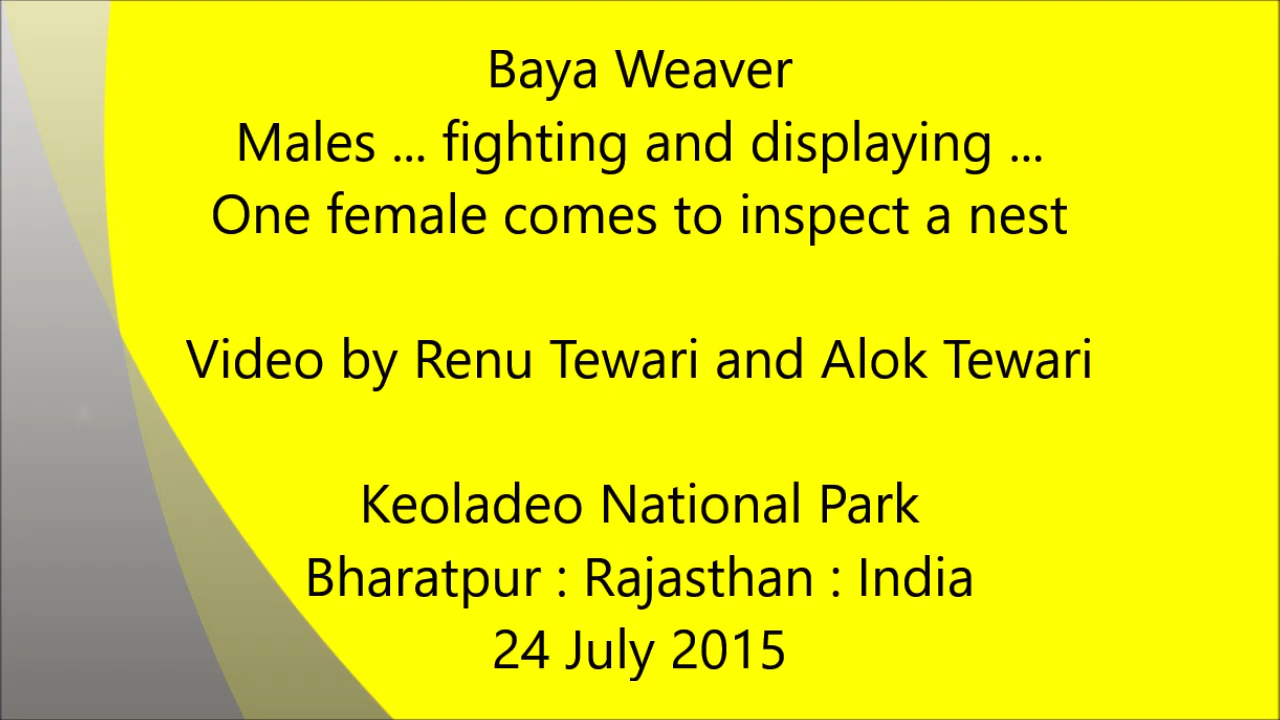 Baya Weaver
Males ... fighting and displaying ...
One female comes to inspect a nest
Video by Renu Tewari and Alok Tewari
Keoladeo National Park
Bharatpur : Rajasthan : India
24 July 2015